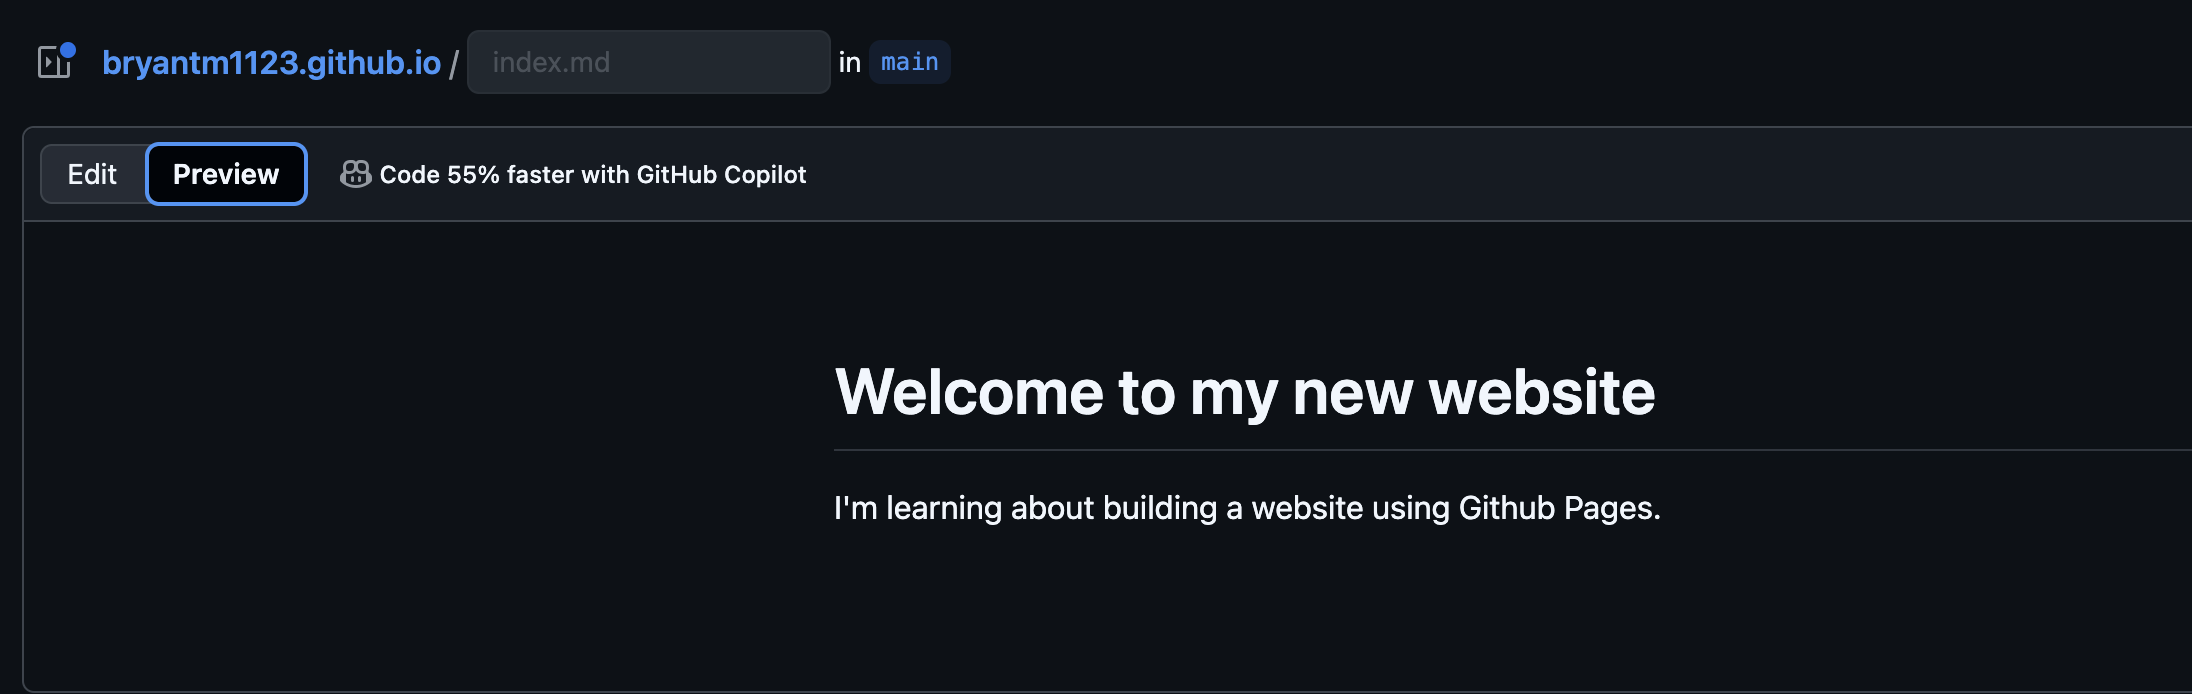 bryantm1123.github.io / index.md in main
Edit Preview Code 55% faster with GitHub Copilot
Welcome to my new website
I'm learning about building a website using Github Pages.